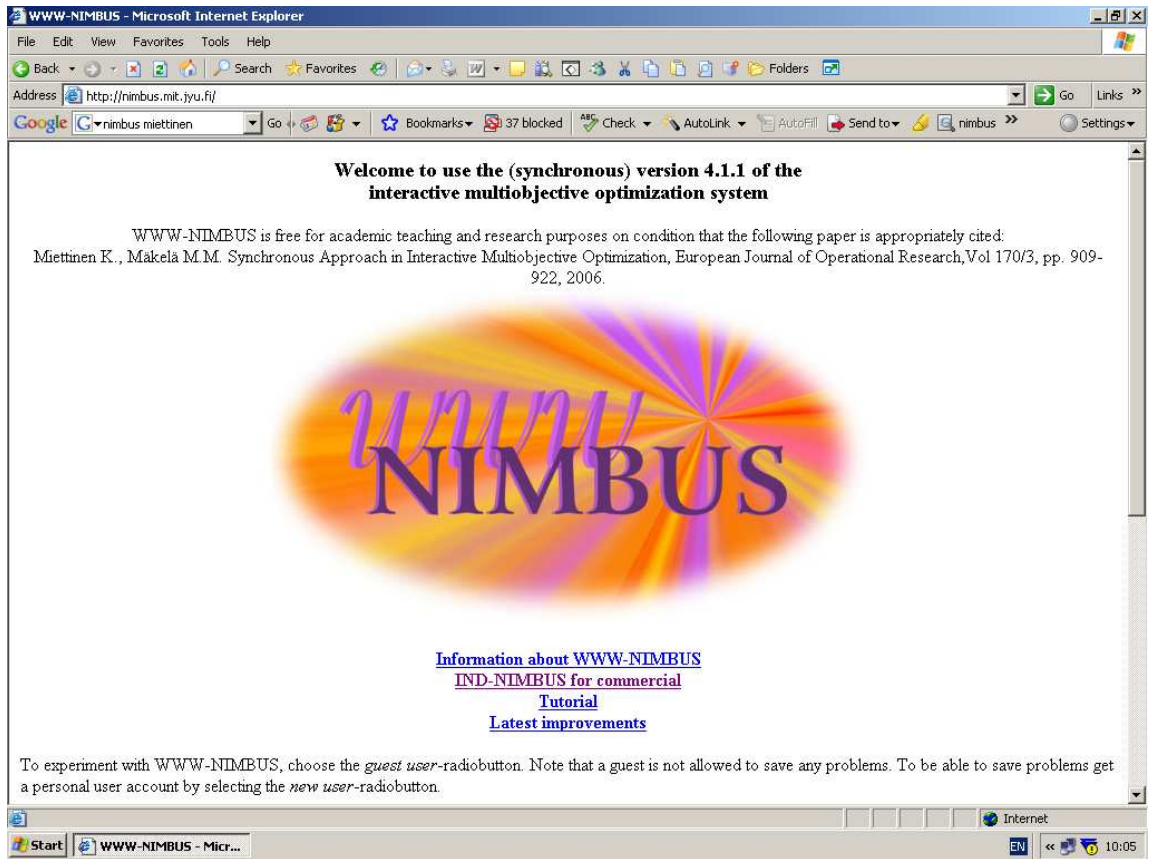 WWW-NIMBUS - Microsoft Internet Explorer
File Edit View Favorites Tools Help
Back Search Favorites Folders
Address http://nimbus.mit.jyu.fi/ Go Links »
Google G nimbus miettinen Go Bookmarks 37 blocked ABC Check AutoLink AutoFill Send to nimbus » Settings
Welcome to use the (synchronous) version 4.1.1 of the
interactive multiobjective optimization system
WWW-NIMBUS is free for academic teaching and research purposes on condition that the following paper is appropriately cited:
Miettinen K., Mäkelä M.M. Synchronous Approach in Interactive Multiobjective Optimization, European Journal of Operational Research,Vol 170/3, pp. 909-
922, 2006.
WWW
NIMBUS
Information about WWW-NIMBUS
IND-NIMBUS for commercial
Tutorial
Latest improvements
To experiment with WWW-NIMBUS, choose the guest user-radiobutton. Note that a guest is not allowed to save any problems. To be able to save problems get
a personal user account by selecting the new user-radiobutton.
Internet
Start WWW-NIMBUS - Micr... EN « 10:05